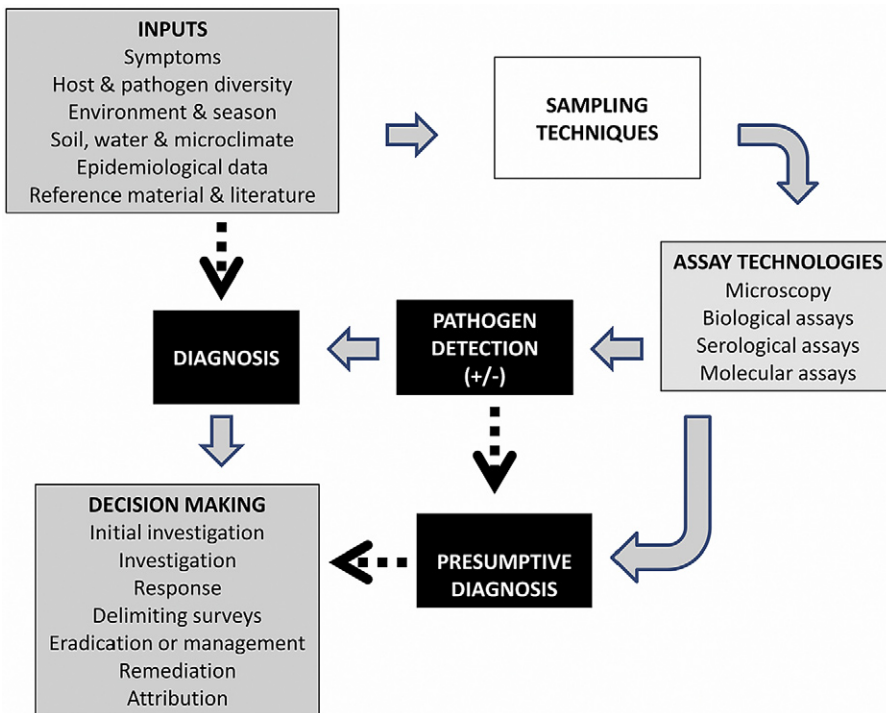 INPUTS
Symptoms
Host & pathogen diversity
Environment & season
Soil, water & microclimate
Epidemiological data
Reference material & literature
SAMPLING
TECHNIQUES
ASSAY TECHNOLOGIES
Microscopy
Biological assays
Serological assays
Molecular assays
PATHOGEN
DETECTION
(+/-)
DIAGNOSIS
DECISION MAKING
Initial investigation
Investigation
Response
Delimiting surveys
Eradication or management
Remediation
Attribution
PRESUMPTIVE
DIAGNOSIS